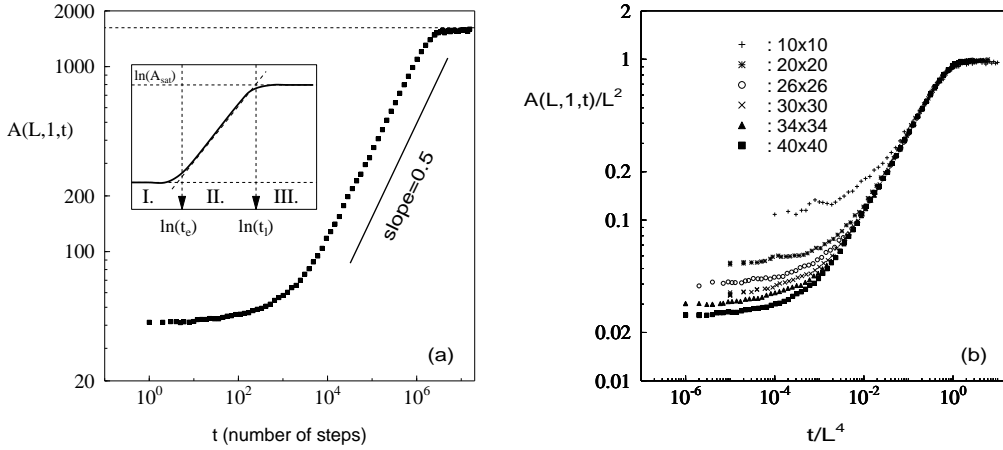 2000
1000
200
100
20
A(L,1,t)
ln(A_sat)
I. II. III.
ln(t_e) ln(t_l)
slope=0.5
(a)
10^0 10^2 10^4 10^6
t (number of steps)
2
1
0.2
0.1
0.02
0.01
A(L,1,t)/L^2
: 10x10
: 20x20
: 26x26
: 30x30
: 34x34
: 40x40
(b)
10^-6 10^-4 10^-2 10^0
t/L^4